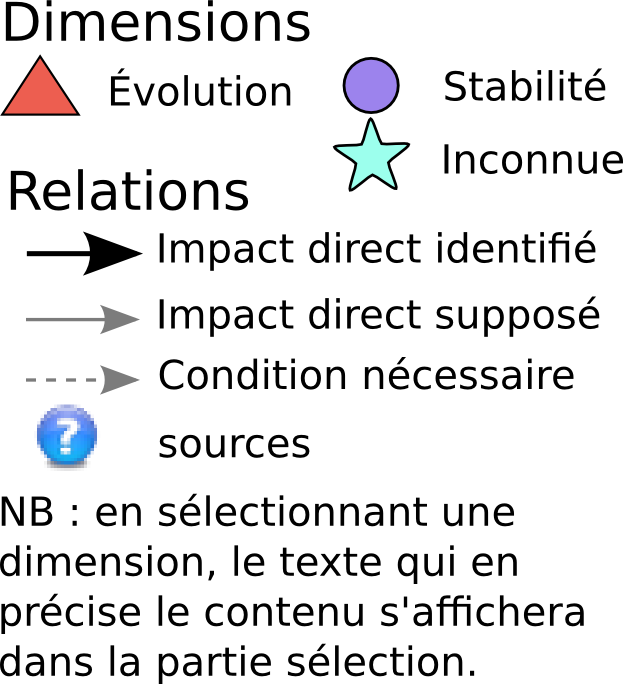 Dimensions
Évolution
Stabilité
Inconnue
Relations
Impact direct identifié
Impact direct supposé
Condition nécessaire
? sources
NB : en sélectionnant une
dimension, le texte qui en
précise le contenu s'affichera
dans la partie sélection.